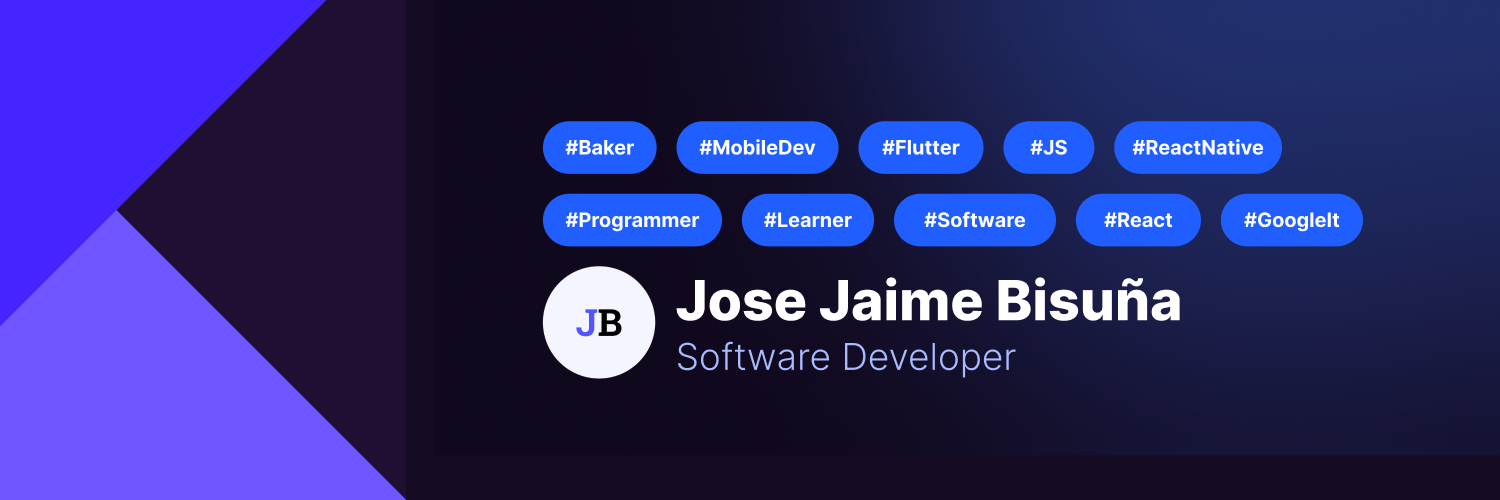 #Baker #MobileDev #Flutter #JS #ReactNative
#Programmer #Learner #Software #React #GoogleIt
JB
Jose Jaime Bisuña
Software Developer